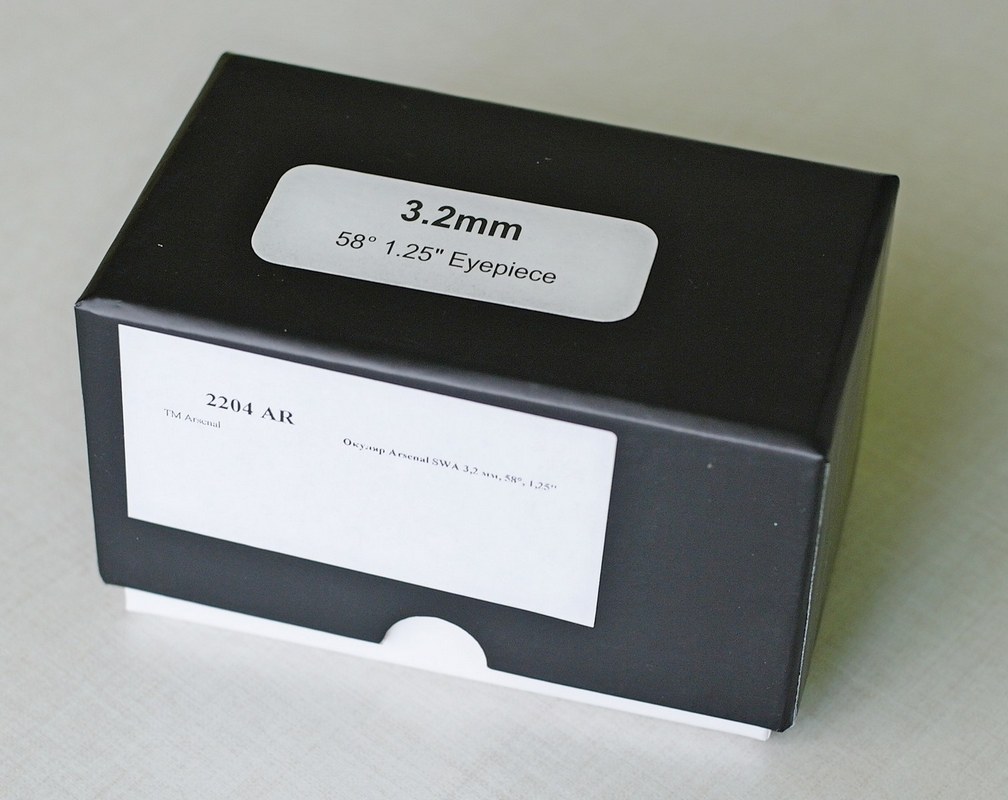 3.2mm
58° 1.25" Eyepiece
2204 AR
TM Arsenal
Окуляр Arsenal SWA 3,2 мм, 58°, 1,25"